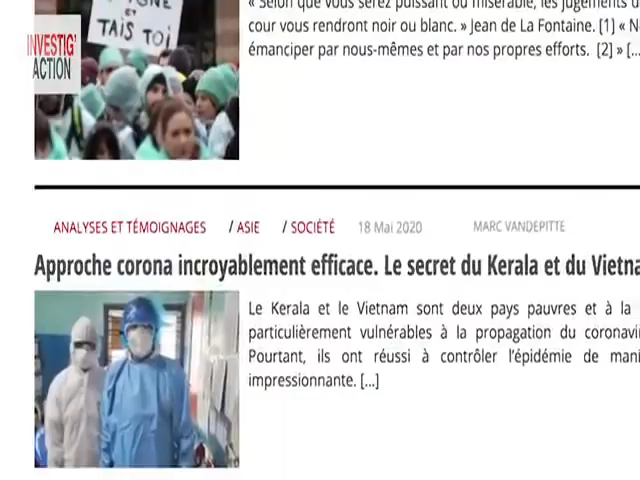 IGNE
ET
TAIS TOI
INVESTIG'
ACTION
« Selon que vous serez puissant ou misérable, les jugements d
cour vous rendront noir ou blanc. » Jean de La Fontaine. [1] « N
émanciper par nous-mêmes et par nos propres efforts. [2] » [...
ANALYSES ET TÉMOIGNAGES / ASIE / SOCIÉTÉ 18 Mai 2020 MARC VANDEPITTE
Approche corona incroyablement efficace. Le secret du Kerala et du Vietna
Le Kerala et le Vietnam sont deux pays pauvres et à la
particulièrement vulnérables à la propagation du coronavi
Pourtant, ils ont réussi à contrôler l'épidémie de mani
impressionnante. [...]